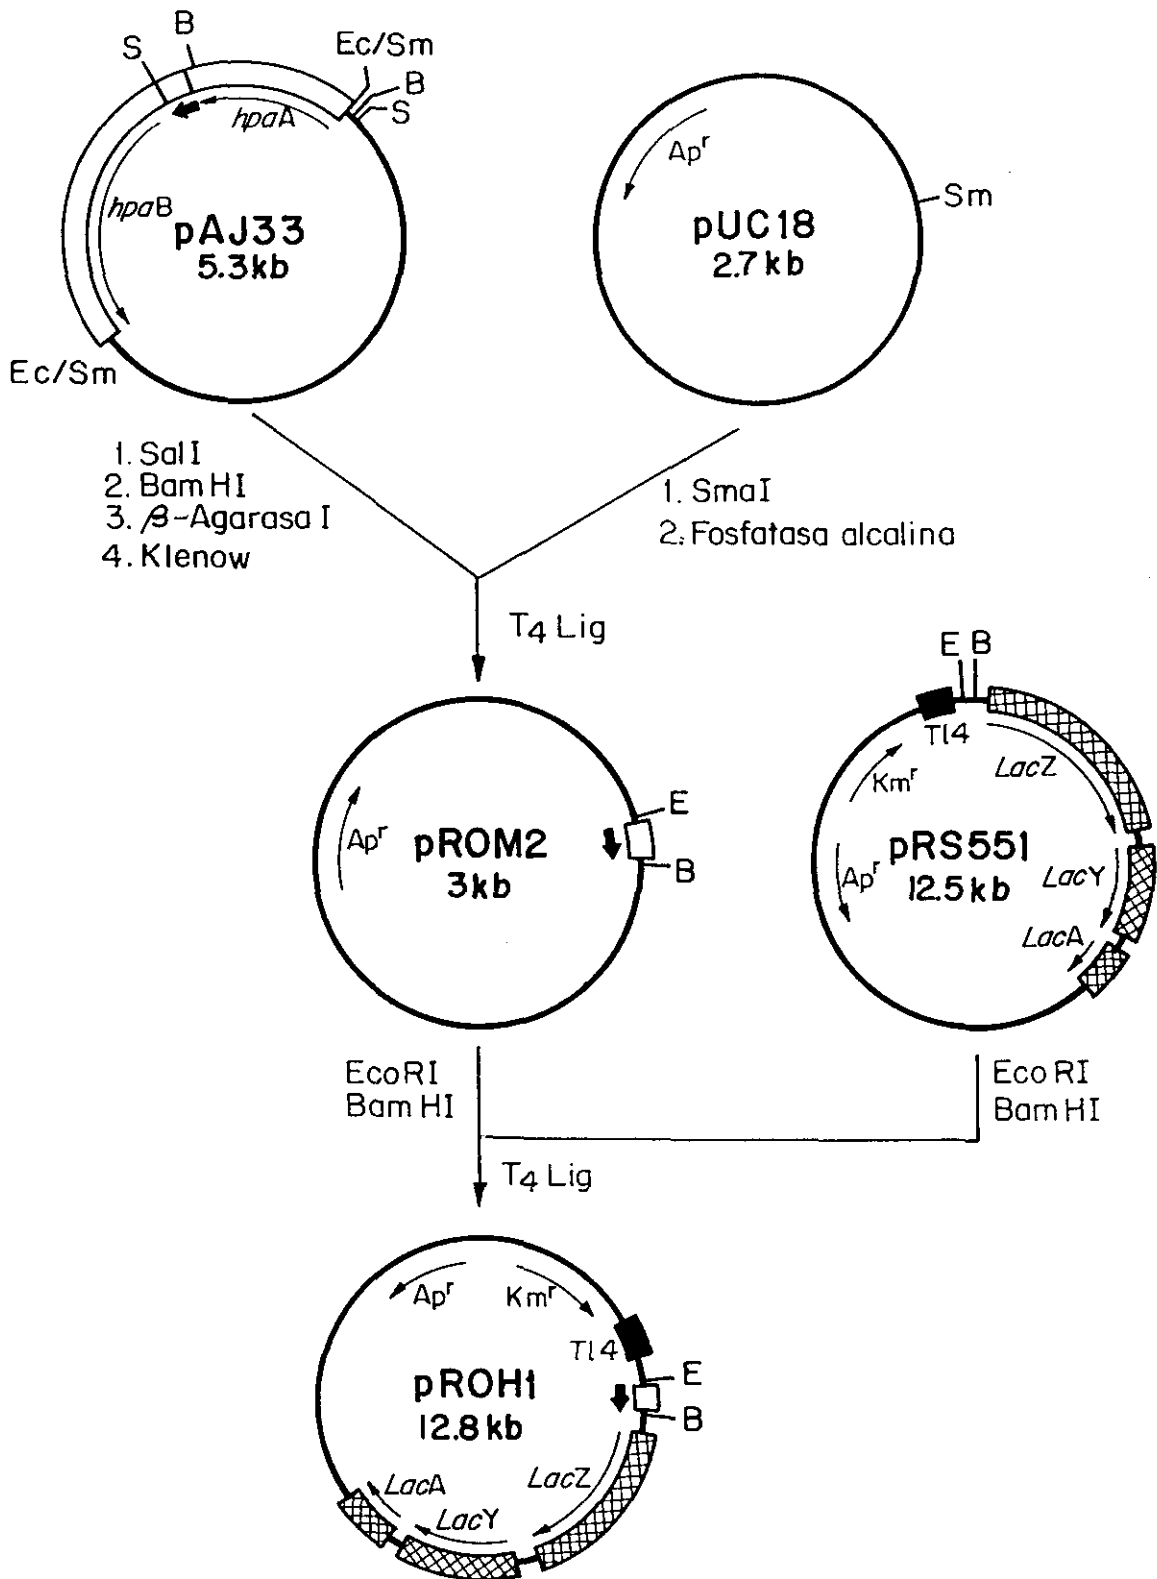 S
B
Ec/Sm
B
S
hpaA
hpaB
pAJ33
5.3kb
Ec/Sm
Apʳ
Sm
pUC18
2.7kb
1. SalI
2. BamHI
3. β-Agarasa I
4. Klenow
1. SmaI
2. Fosfatasa alcalina
T4 Lig
Apʳ
E
B
pROM2
3kb
E B
T14
Kmʳ
LacZ
Apʳ
pRS551
12.5kb
LacY
LacA
EcoRI
BamHI
EcoRI
BamHI
T4 Lig
Apʳ
Kmʳ
T14
E
B
pROH1
12.8kb
LacZ
LacA
LacY